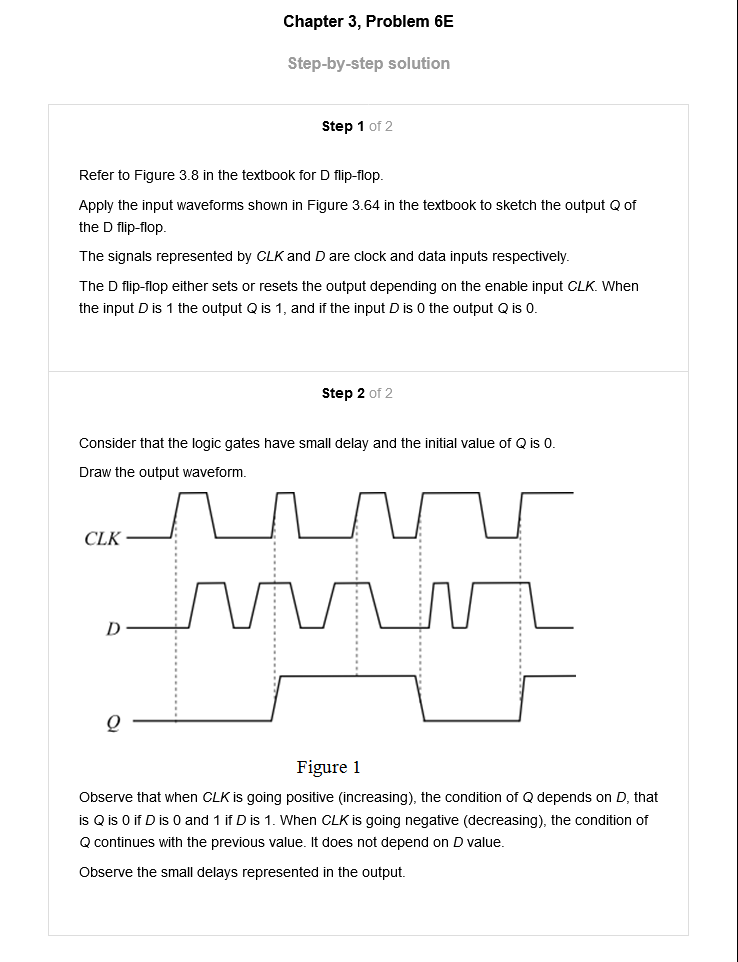 Chapter 3, Problem 6E
Step-by-step solution
Step 1 of 2
Refer to Figure 3.8 in the textbook for D flip-flop.
Apply the input waveforms shown in Figure 3.64 in the textbook to sketch the output Q of
the D flip-flop.
The signals represented by CLK and D are clock and data inputs respectively.
The D flip-flop either sets or resets the output depending on the enable input CLK. When
the input D is 1 the output Q is 1, and if the input D is 0 the output Q is 0.
Step 2 of 2
Consider that the logic gates have small delay and the initial value of Q is 0.
Draw the output waveform.
CLK
D
Q
Figure 1
Observe that when CLK is going positive (increasing), the condition of Q depends on D, that
is Q is 0 if D is 0 and 1 if D is 1. When CLK is going negative (decreasing), the condition of
Q continues with the previous value. It does not depend on D value.
Observe the small delays represented in the output.